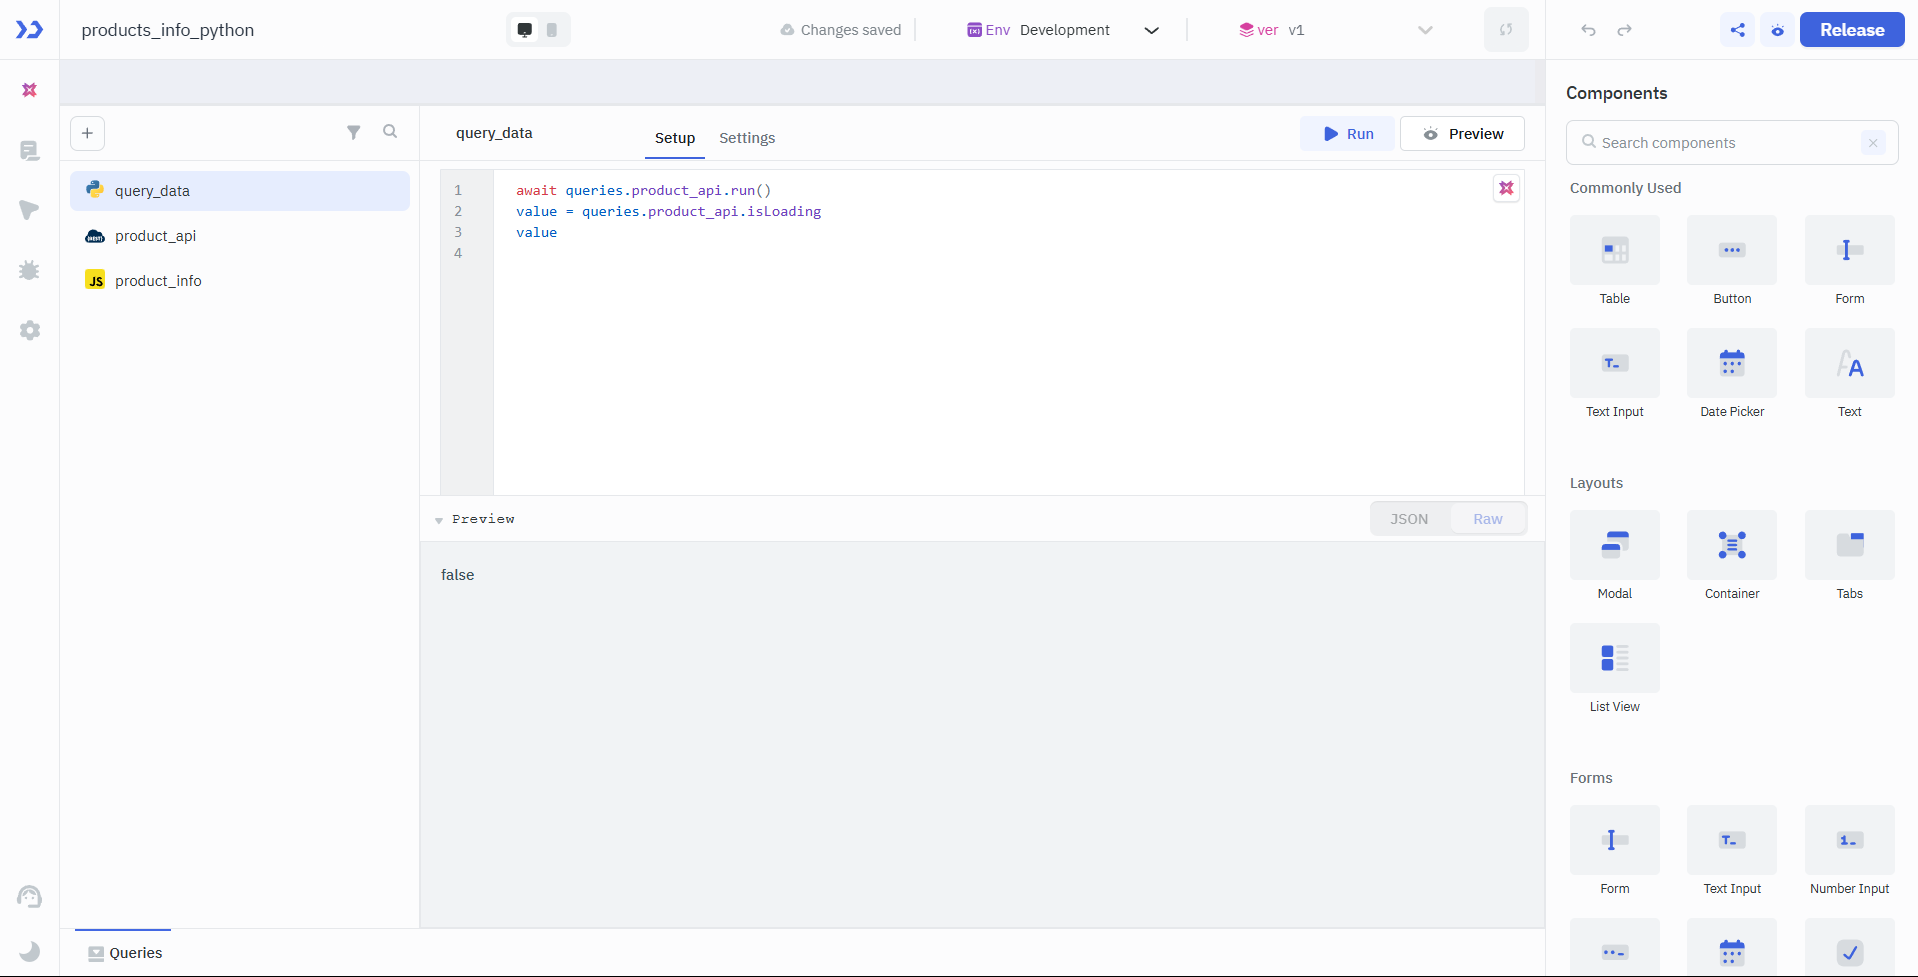 products_info_python
Changes saved
Env Development
ver v1
Release
query_data
product_api
JS product_info
query_data
Setup
Settings
Run
Preview
1 await queries.product_api.run()
2 value = queries.product_api.isLoading
3 value
4
Preview
JSON
Raw
false
Queries
Components
Search components
Commonly Used
Table
Button
Form
Text Input
Date Picker
Text
Layouts
Modal
Container
Tabs
List View
Forms
Form
Text Input
Number Input